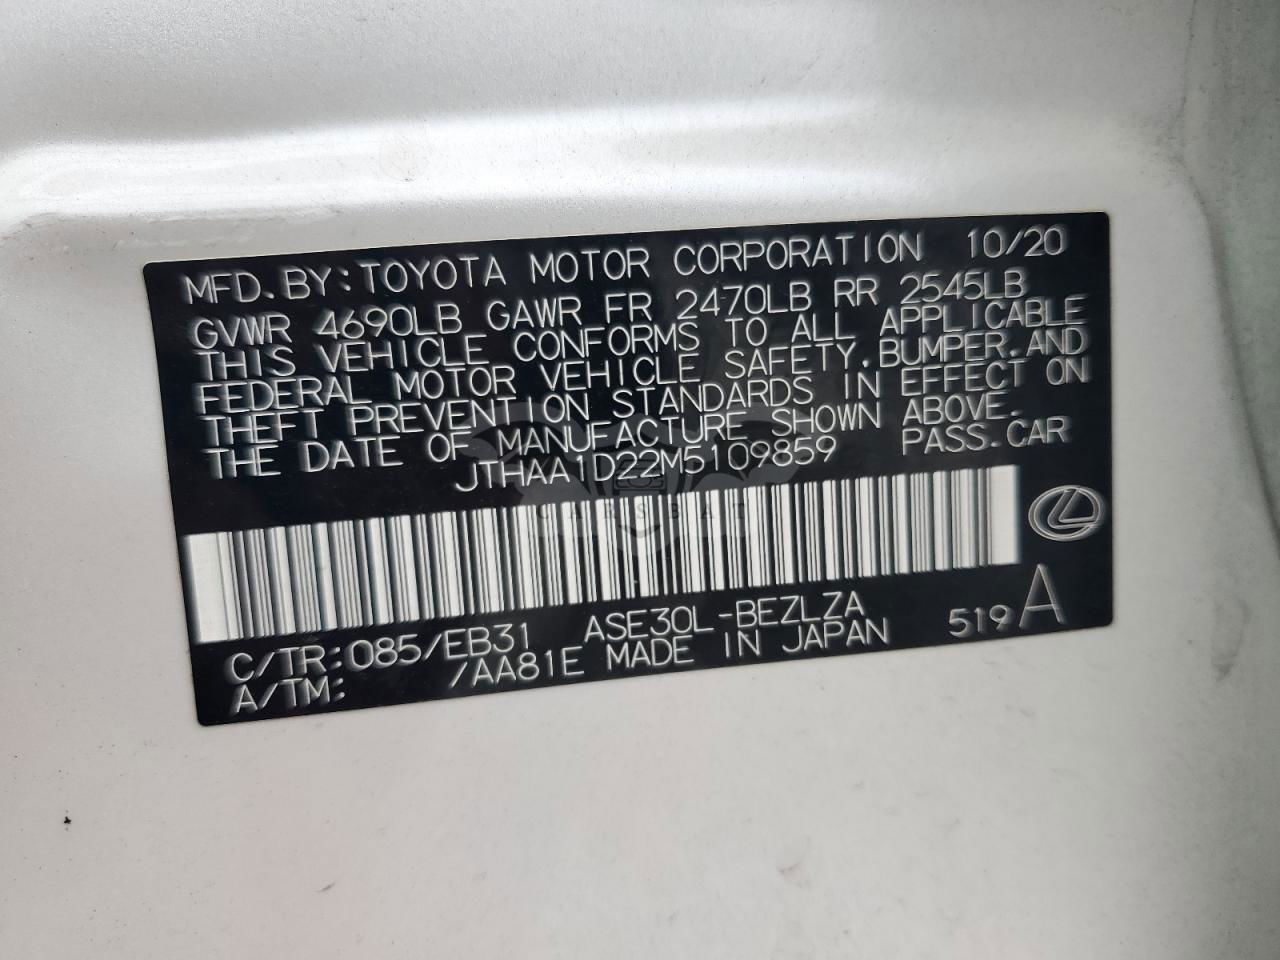 MFD. BY: TOYOTA MOTOR CORPORATION 10/20
GVWR 4690LB GAWR FR 2470LB RR 2545LB
THIS VEHICLE CONFORMS TO ALL APPLICABLE
FEDERAL MOTOR VEHICLE SAFETY, BUMPER, AND
THEFT PREVENTION STANDARDS IN EFFECT ON
THE DATE OF MANUFACTURE SHOWN ABOVE.
JTHAA1D22M5109859 PASS. CAR
CARSBAT
C/TR: 085/EB31 ASE30L-BEZLZA 519 A
A/TM: /AA81E MADE IN JAPAN